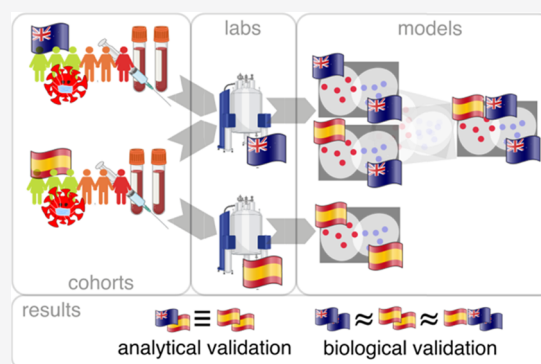 labs
models
cohorts
results
≡
≈ ≈
analytical validation
biological validation